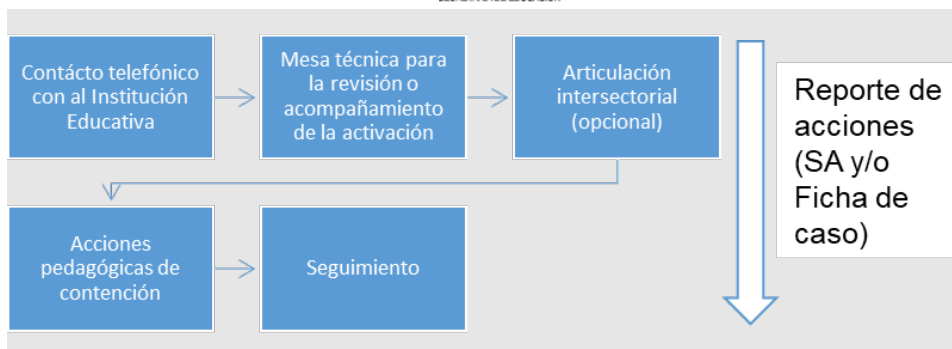 Contácto telefónico
con al Institución
Educativa
Mesa técnica para
la revisión o
acompañamiento
de la activación
Articulación
intersectorial
(opcional)
Reporte de
acciones
(SA y/o
Ficha de
caso)
Acciones
pedagógicas de
contención
Seguimiento